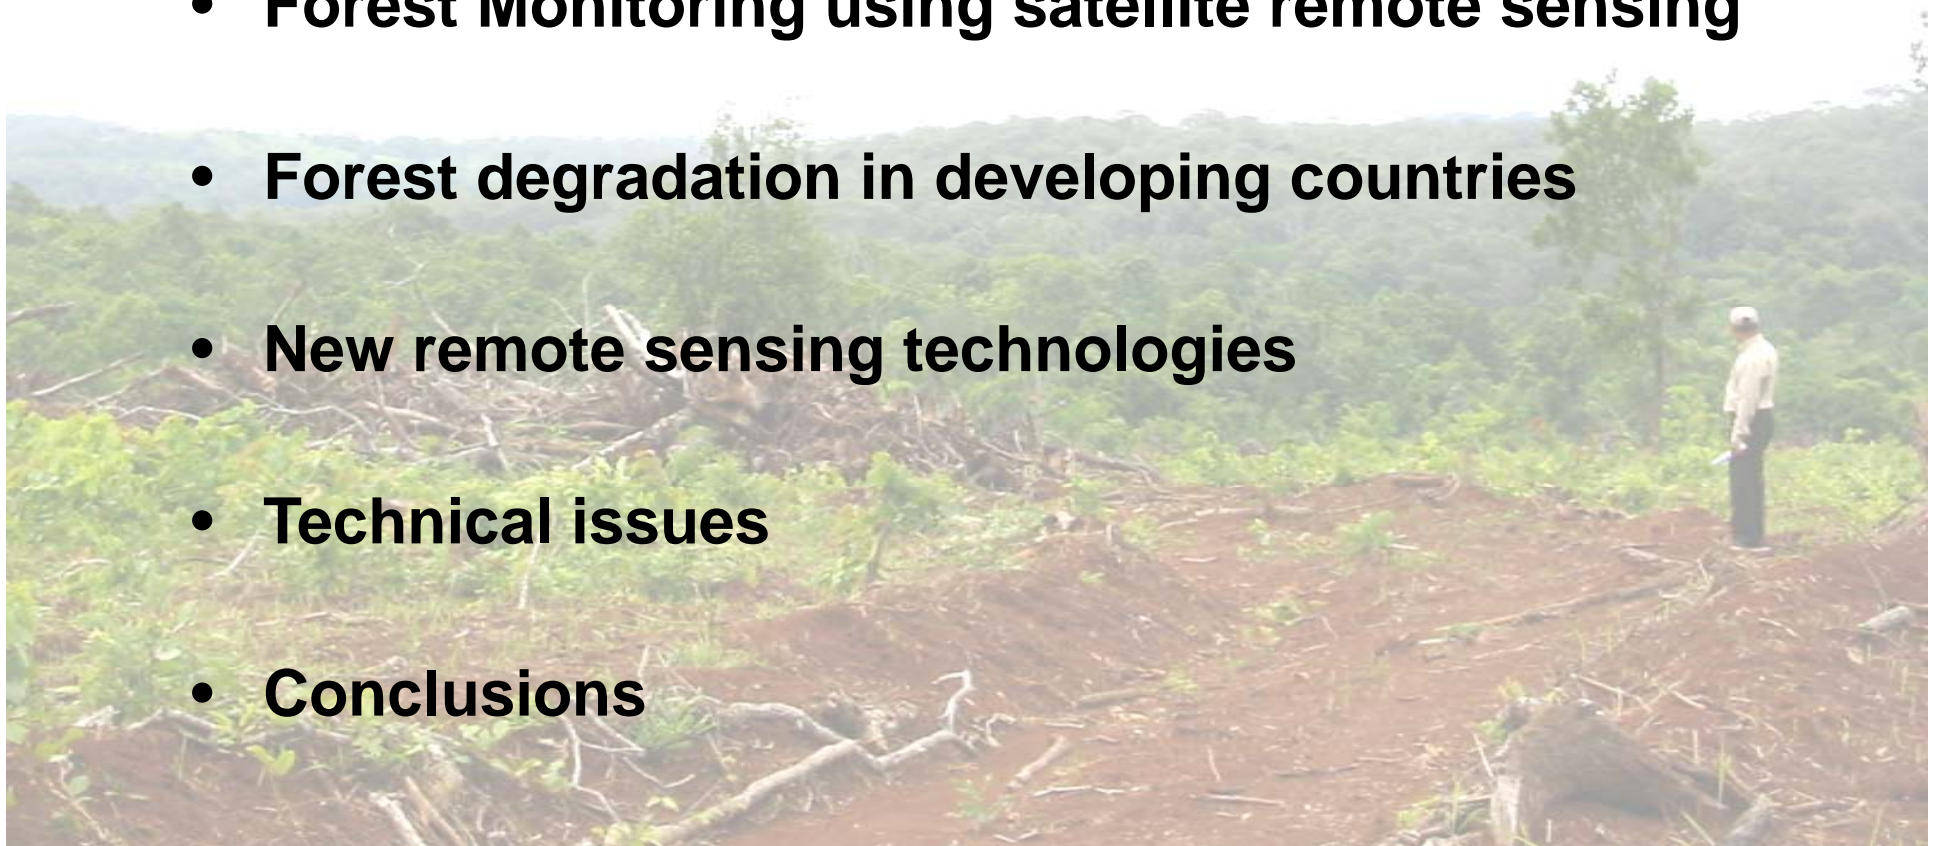 • Forest Monitoring using satellite remote sensing
• Forest degradation in developing countries
• New remote sensing technologies
• Technical issues
• Conclusions